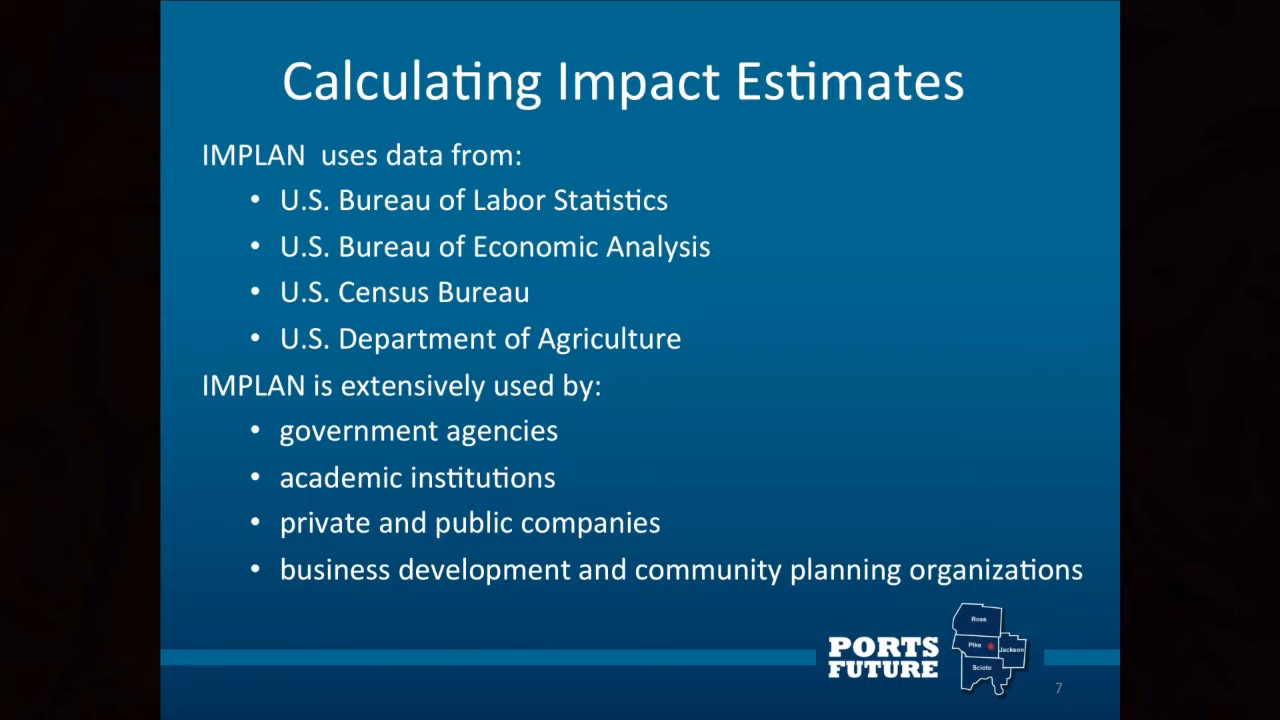 Calculating Impact Estimates
IMPLAN  uses data from:
• U.S. Bureau of Labor Statistics
• U.S. Bureau of Economic Analysis
• U.S. Census Bureau
• U.S. Department of Agriculture
IMPLAN is extensively used by:
• government agencies
• academic institutions
• private and public companies
• business development and community planning organizations
PORTS
FUTURE
Ross
Pike
Jackson
Scioto
7